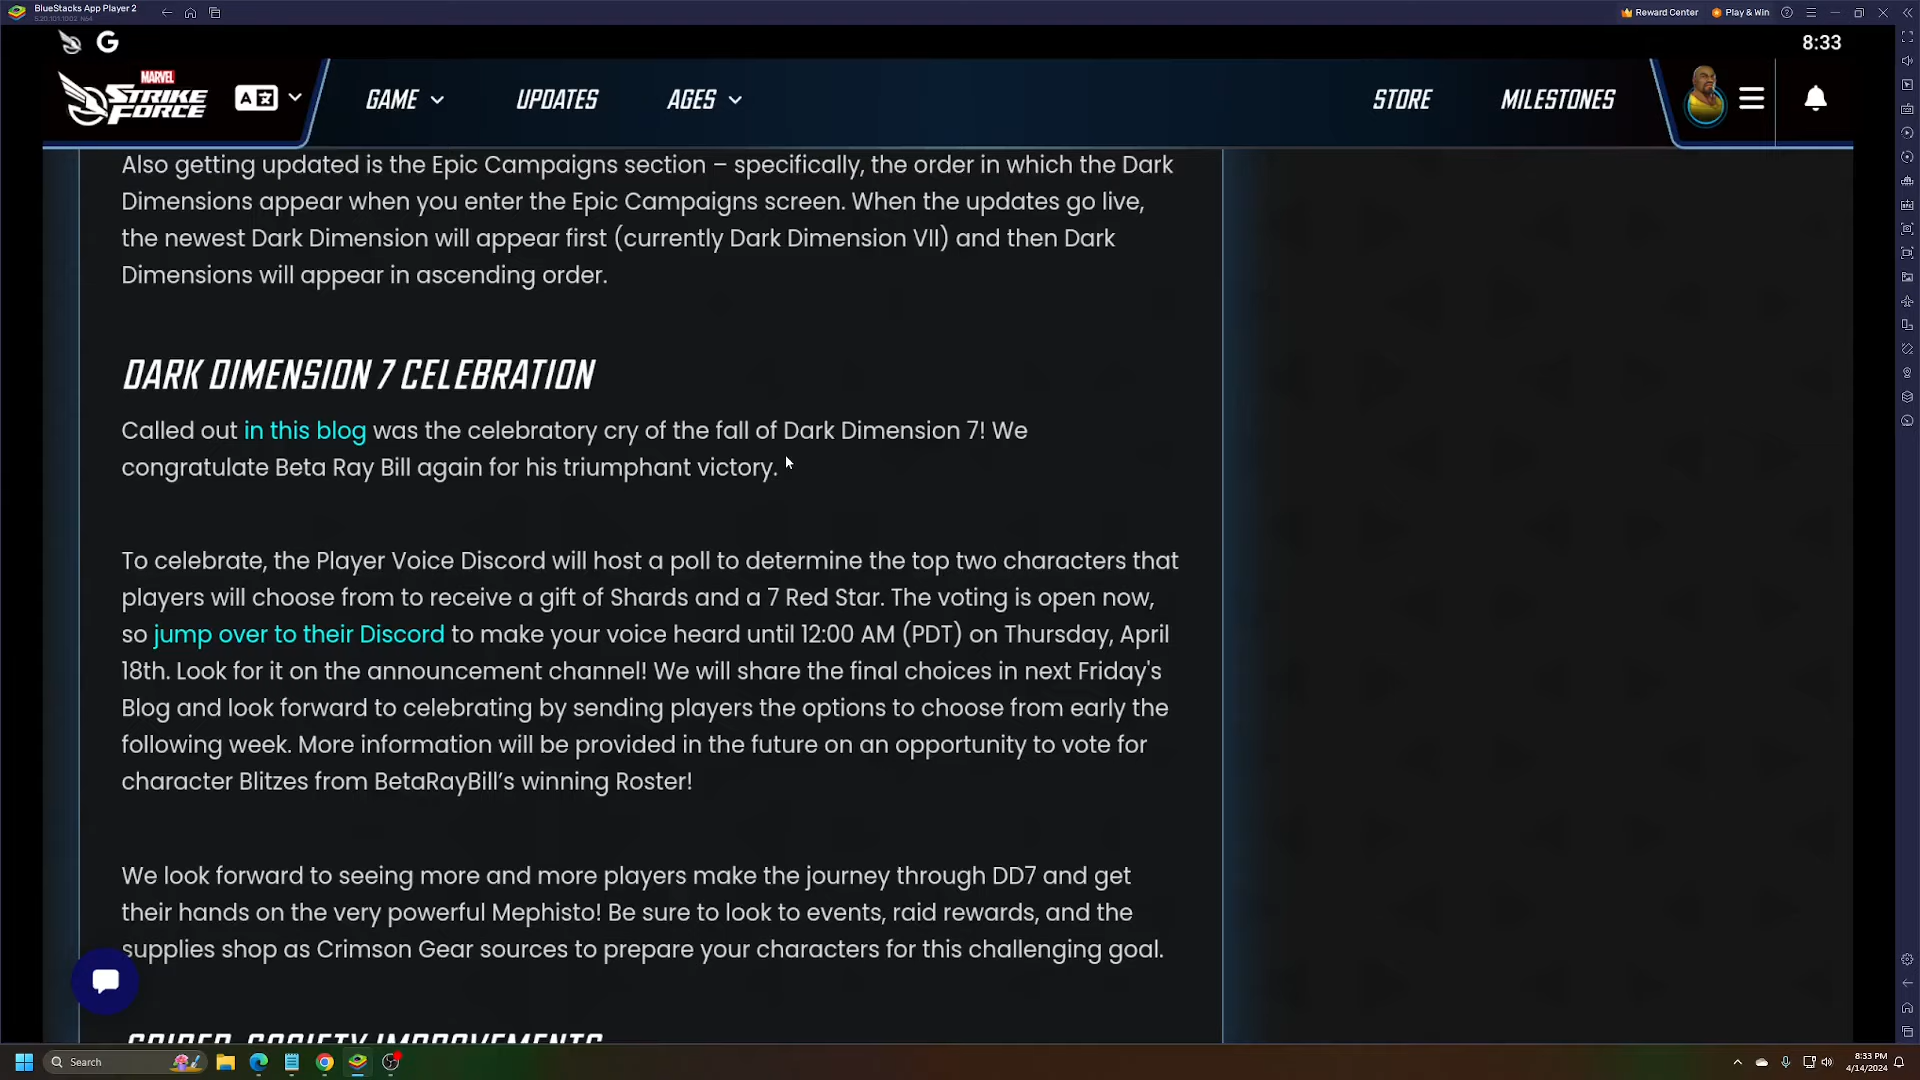 BlueStacks App Player 2
5.20.101.1002 N64
Reward Center
Play & Win
G
8:33
MARVEL
STRIKE
FORCE
GAME
UPDATES
AGES
STORE
MILESTONES
Also getting updated is the Epic Campaigns section – specifically, the order in which the Dark
Dimensions appear when you enter the Epic Campaigns screen. When the updates go live,
the newest Dark Dimension will appear first (currently Dark Dimension VII) and then Dark
Dimensions will appear in ascending order.
DARK DIMENSION 7 CELEBRATION
Called out in this blog was the celebratory cry of the fall of Dark Dimension 7! We
congratulate Beta Ray Bill again for his triumphant victory.
To celebrate, the Player Voice Discord will host a poll to determine the top two characters that
players will choose from to receive a gift of Shards and a 7 Red Star. The voting is open now,
so jump over to their Discord to make your voice heard until 12:00 AM (PDT) on Thursday, April
18th. Look for it on the announcement channel! We will share the final choices in next Friday's
Blog and look forward to celebrating by sending players the options to choose from early the
following week. More information will be provided in the future on an opportunity to vote for
character Blitzes from BetaRayBill's winning Roster!
We look forward to seeing more and more players make the journey through DD7 and get
their hands on the very powerful Mephisto! Be sure to look to events, raid rewards, and the
supplies shop as Crimson Gear sources to prepare your characters for this challenging goal.
SPIDER-SOCIETY IMPROVEMENTS
Search
8:33 PM
4/14/2024